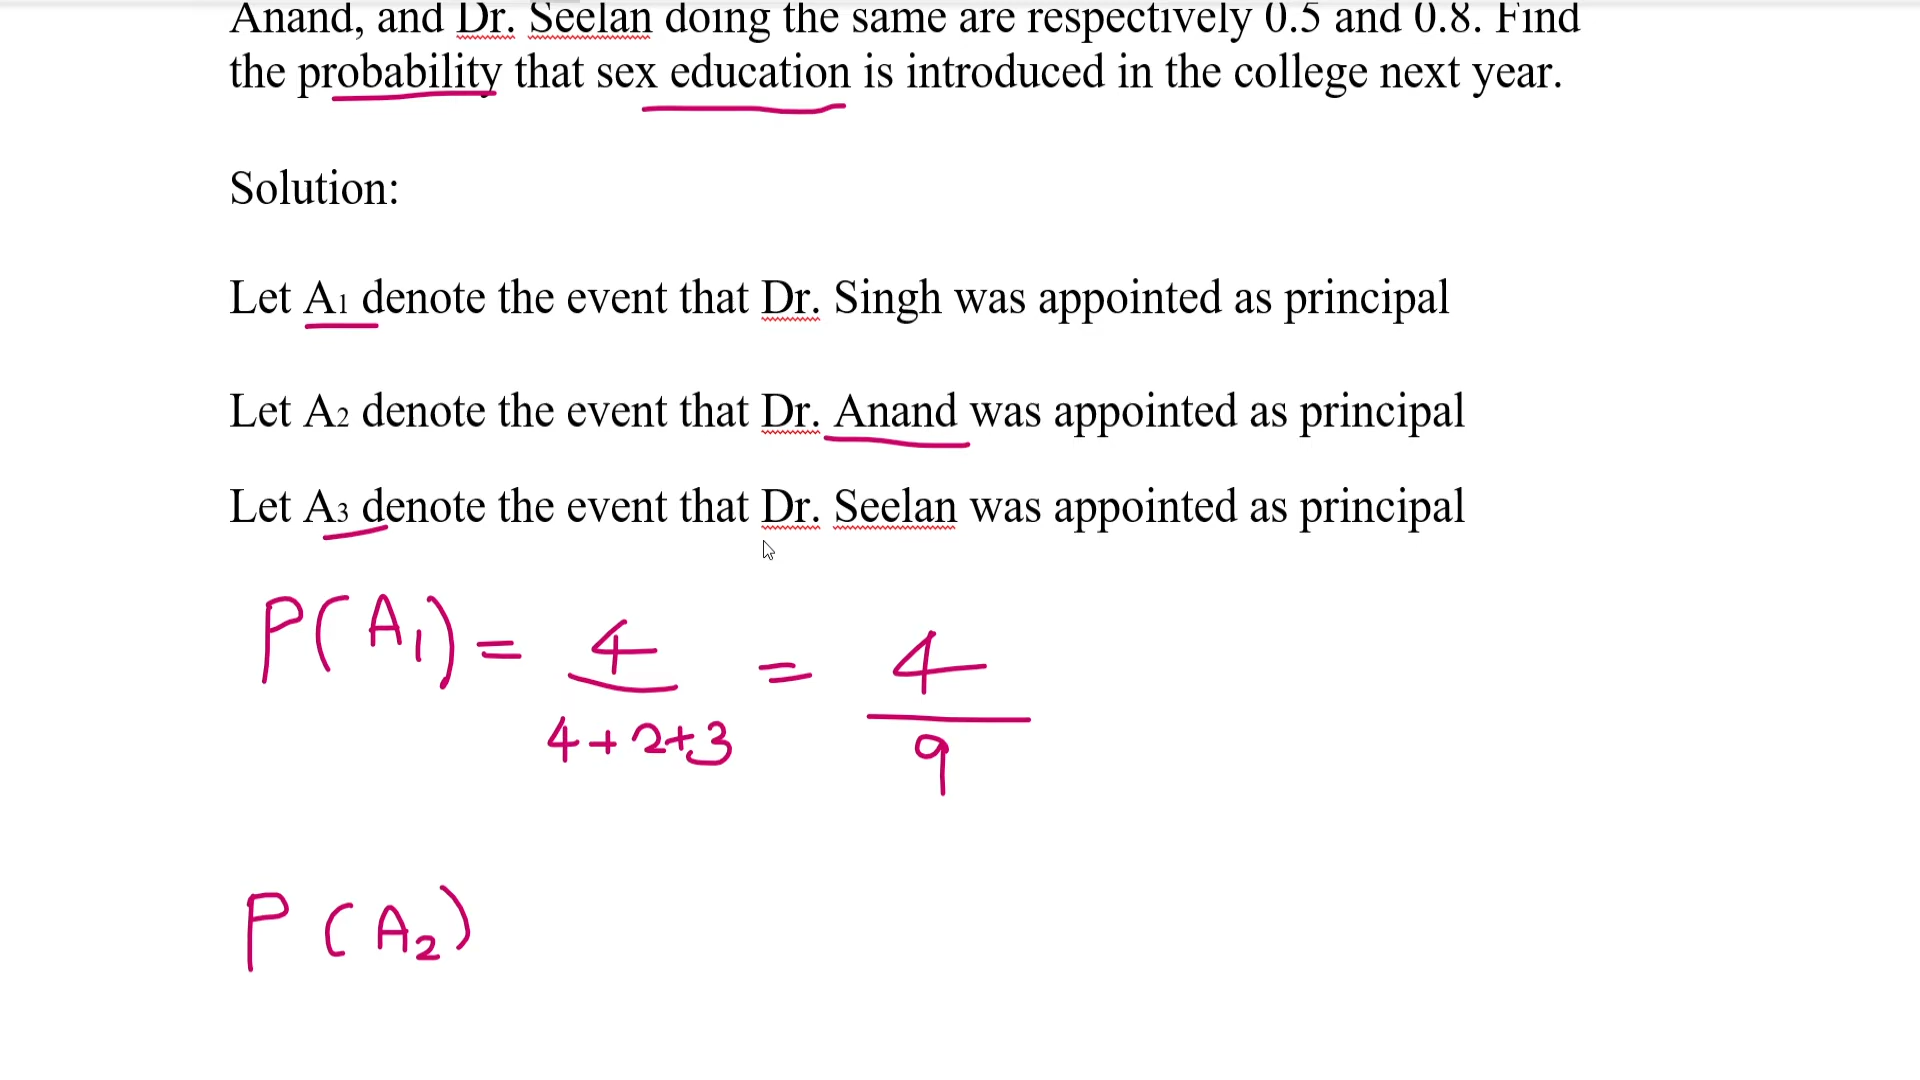 Anand, and Dr. Seelan doing the same are respectively 0.5 and 0.8. Find
the probability that sex education is introduced in the college next year.
Solution:
Let A1 denote the event that Dr. Singh was appointed as principal
Let A2 denote the event that Dr. Anand was appointed as principal
Let A3 denote the event that Dr. Seelan was appointed as principal
P(A1) = 4/4+2+3 = 4/9
P(A2)